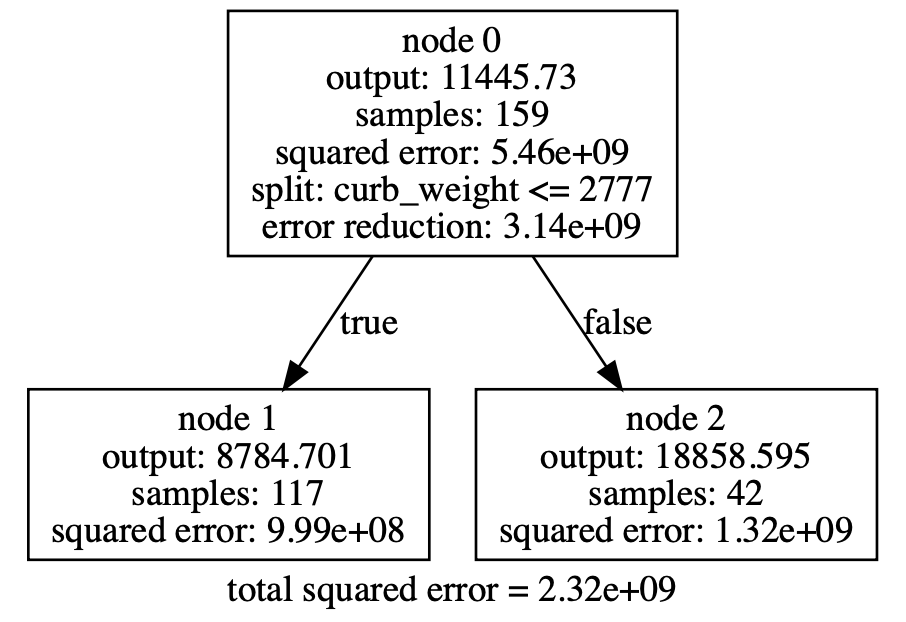 node 0
output: 11445.73
samples: 159
squared error: 5.46e+09
split: curb_weight <= 2777
error reduction: 3.14e+09
true
false
node 1
output: 8784.701
samples: 117
squared error: 9.99e+08
node 2
output: 18858.595
samples: 42
squared error: 1.32e+09
total squared error = 2.32e+09